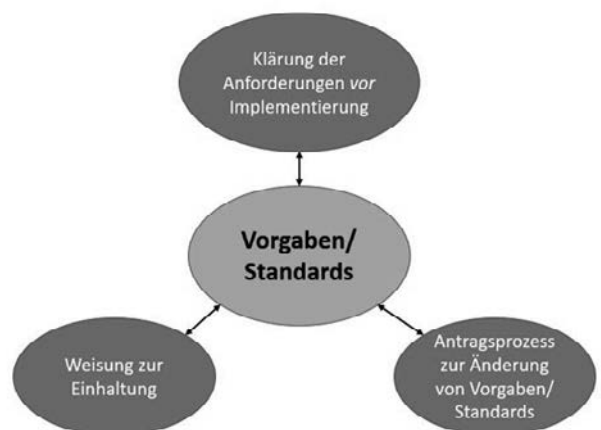 Klärung der
Anforderungen vor
Implementierung
Vorgaben/
Standards
Weisung zur
Einhaltung
Antragsprozess
zur Änderung
von Vorgaben/
Standards